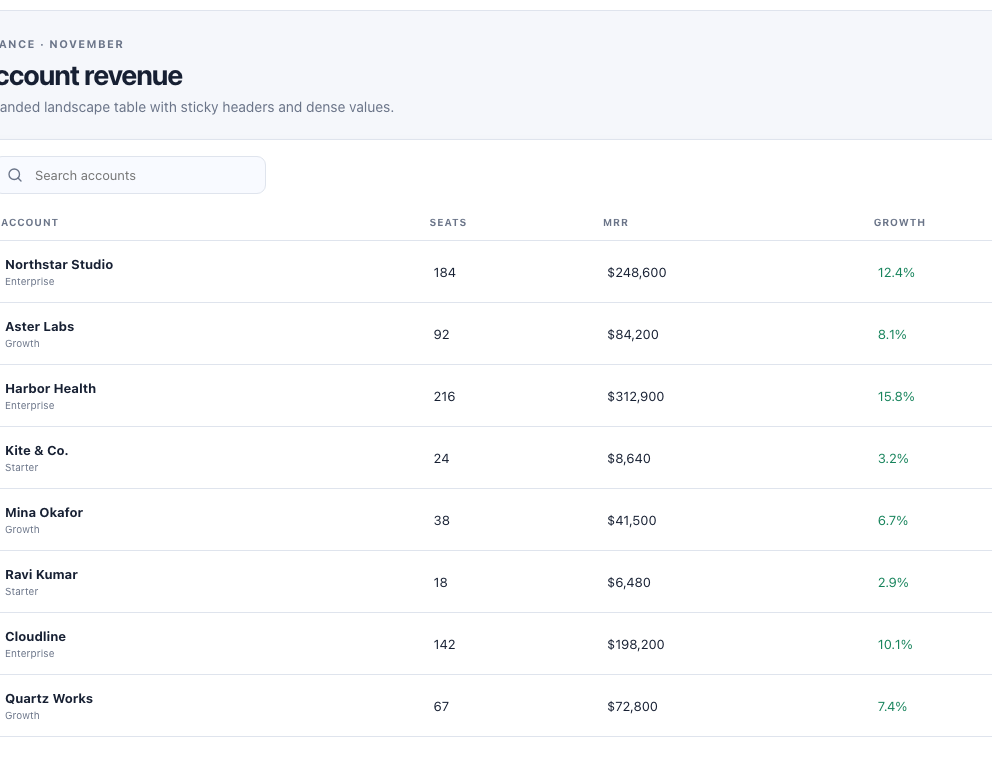 ANCE · NOVEMBER
ccount revenue
anded landscape table with sticky headers and dense values.
Search accounts
ACCOUNT SEATS MRR GROWTH
Northstar Studio
Enterprise
184 $248,600 12.4%
Aster Labs
Growth
92 $84,200 8.1%
Harbor Health
Enterprise
216 $312,900 15.8%
Kite & Co.
Starter
24 $8,640 3.2%
Mina Okafor
Growth
38 $41,500 6.7%
Ravi Kumar
Starter
18 $6,480 2.9%
Cloudline
Enterprise
142 $198,200 10.1%
Quartz Works
Growth
67 $72,800 7.4%